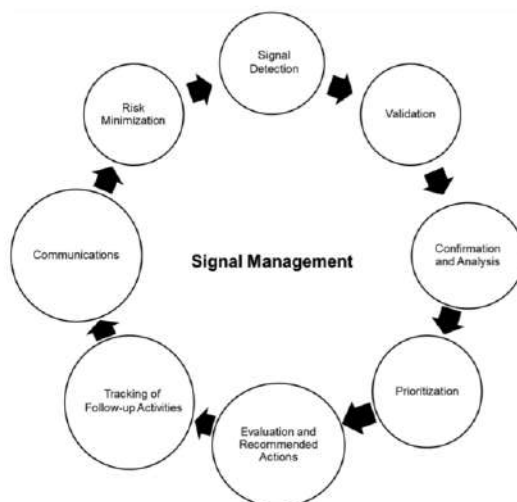 Signal
Detection
Validation
Confirmation
and Analysis
Prioritization
Evaluation and
Recommended
Actions
Tracking of
Follow-up Activities
Communications
Risk
Minimization
Signal Management